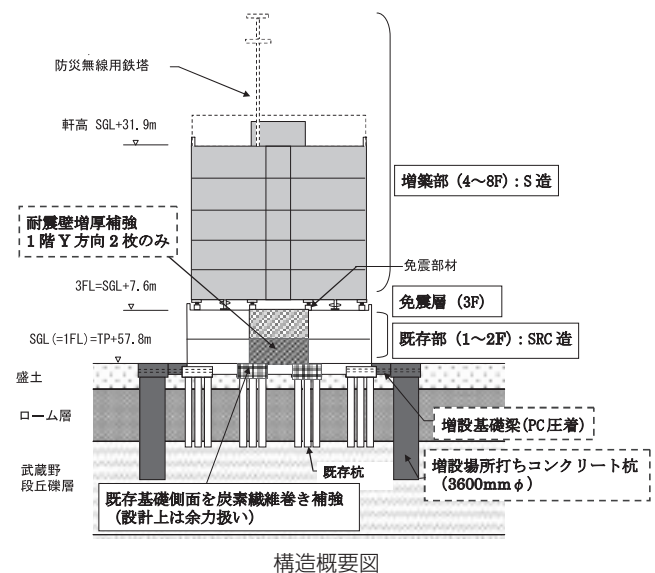 防災無線用鉄塔
軒高 SGL+31.9m
増築部（4～8F）：S造
耐震壁増厚補強
1階Y方向2枚のみ
免震部材
3FL=SGL+7.6m
免震層（3F）
既存部（1～2F）：SRC造
SGL(=1FL)=TP+57.8m
盛土
ローム層
増設基礎梁(PC圧着)
武蔵野
段丘礫層
既存杭
増設場所打ちコンクリート杭
（3600mmφ）
既存基礎側面を炭素繊維巻き補強
（設計上は余力扱い）
構造概要図